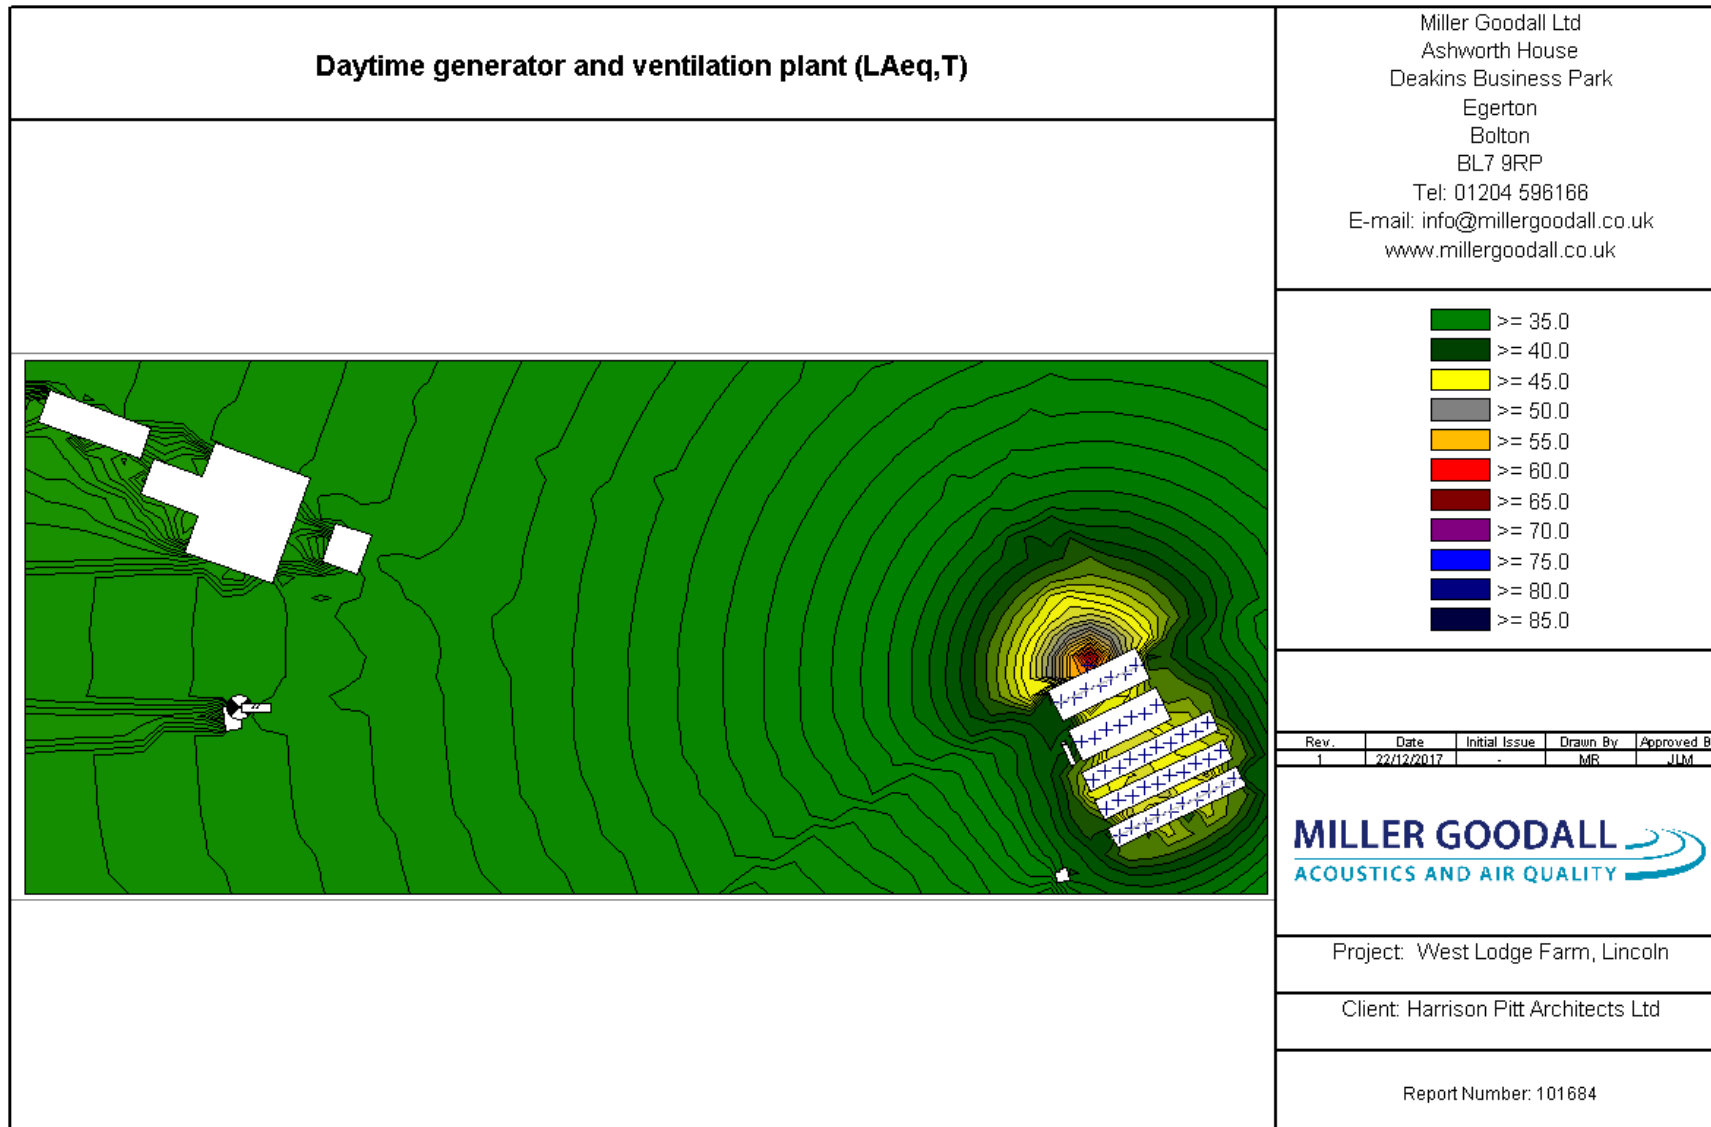 Daytime generator and ventilation plant (LAeq,T)
Miller Goodall Ltd
Ashworth House
Deakins Business Park
Egerton
Bolton
BL7 9RP
Tel: 01204 596166
E-mail: info@millergoodall.co.uk
www.millergoodall.co.uk
>= 35.0
>= 40.0
>= 45.0
>= 50.0
>= 55.0
>= 60.0
>= 65.0
>= 70.0
>= 75.0
>= 80.0
>= 85.0
Rev. Date Initial Issue Drawn By Approved B
1 22/12/2017 - MR JLM
MILLER GOODALL
ACOUSTICS AND AIR QUALITY
Project: West Lodge Farm, Lincoln
Client: Harrison Pitt Architects Ltd
Report Number: 101684